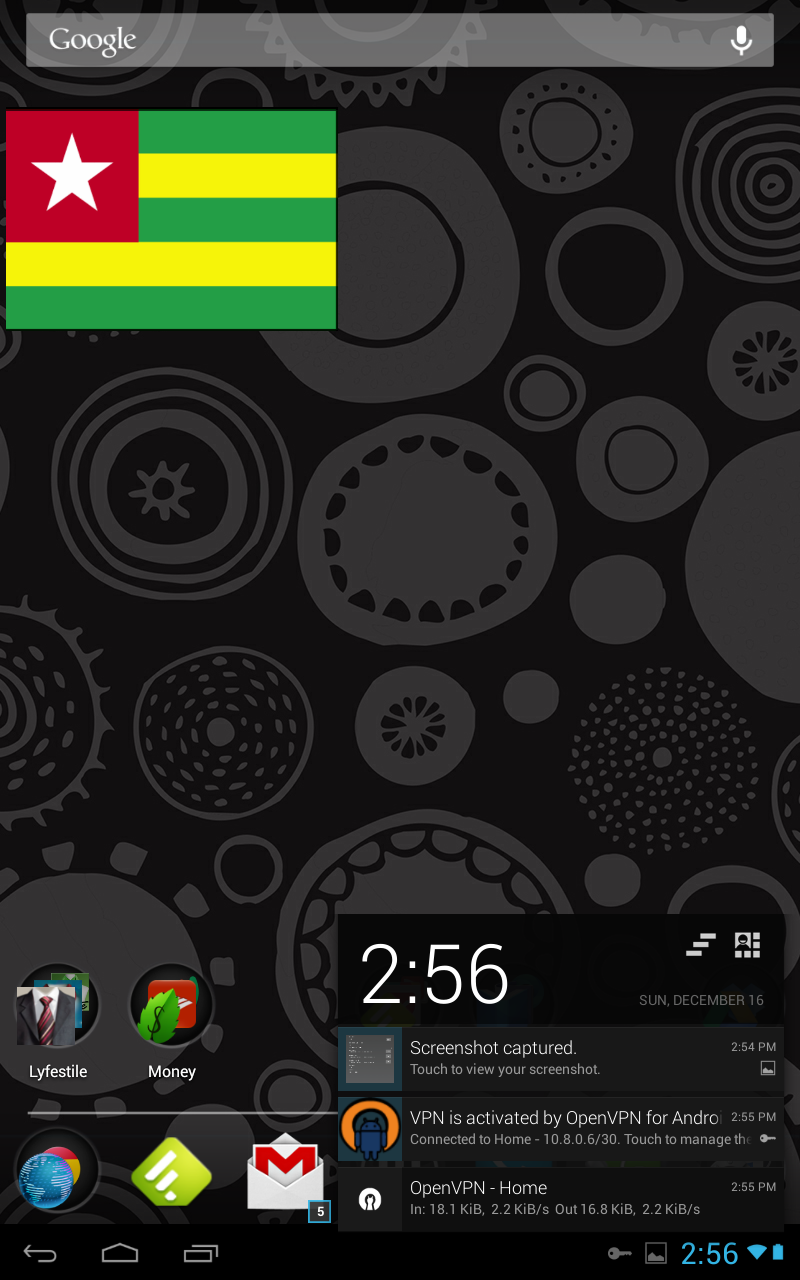 Google
2:56
SUN, DECEMBER 16
Screenshot captured.
2:54 PM
Touch to view your screenshot.
VPN is activated by OpenVPN for Androi
2:55 PM
Connected to Home - 10.8.0.6/30. Touch to manage the
OpenVPN - Home
2:55 PM
In: 18.1 KiB, 2.2 KiB/s Out 16.8 KiB, 2.2 KiB/s
Lyfestile
Money
5
2:56